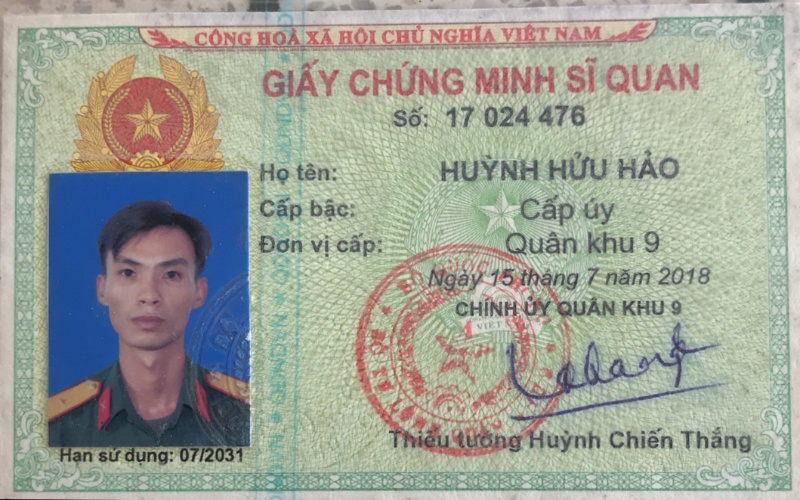 CỘNG HOÀ XÃ HỘI CHỦ NGHĨA VIỆT NAM
GIẤY CHỨNG MINH SĨ QUAN
Số: 17 024 476
Họ tên: HUỲNH HỮU HẢO
Cấp bậc: Cấp úy
Đơn vị cấp: Quân khu 9
Ngày 15 tháng 7 năm 2018
CHÍNH ỦY QUÂN KHU 9
Thiếu tướng Huỳnh Chiến Thắng
Hạn sử dụng: 07/2031